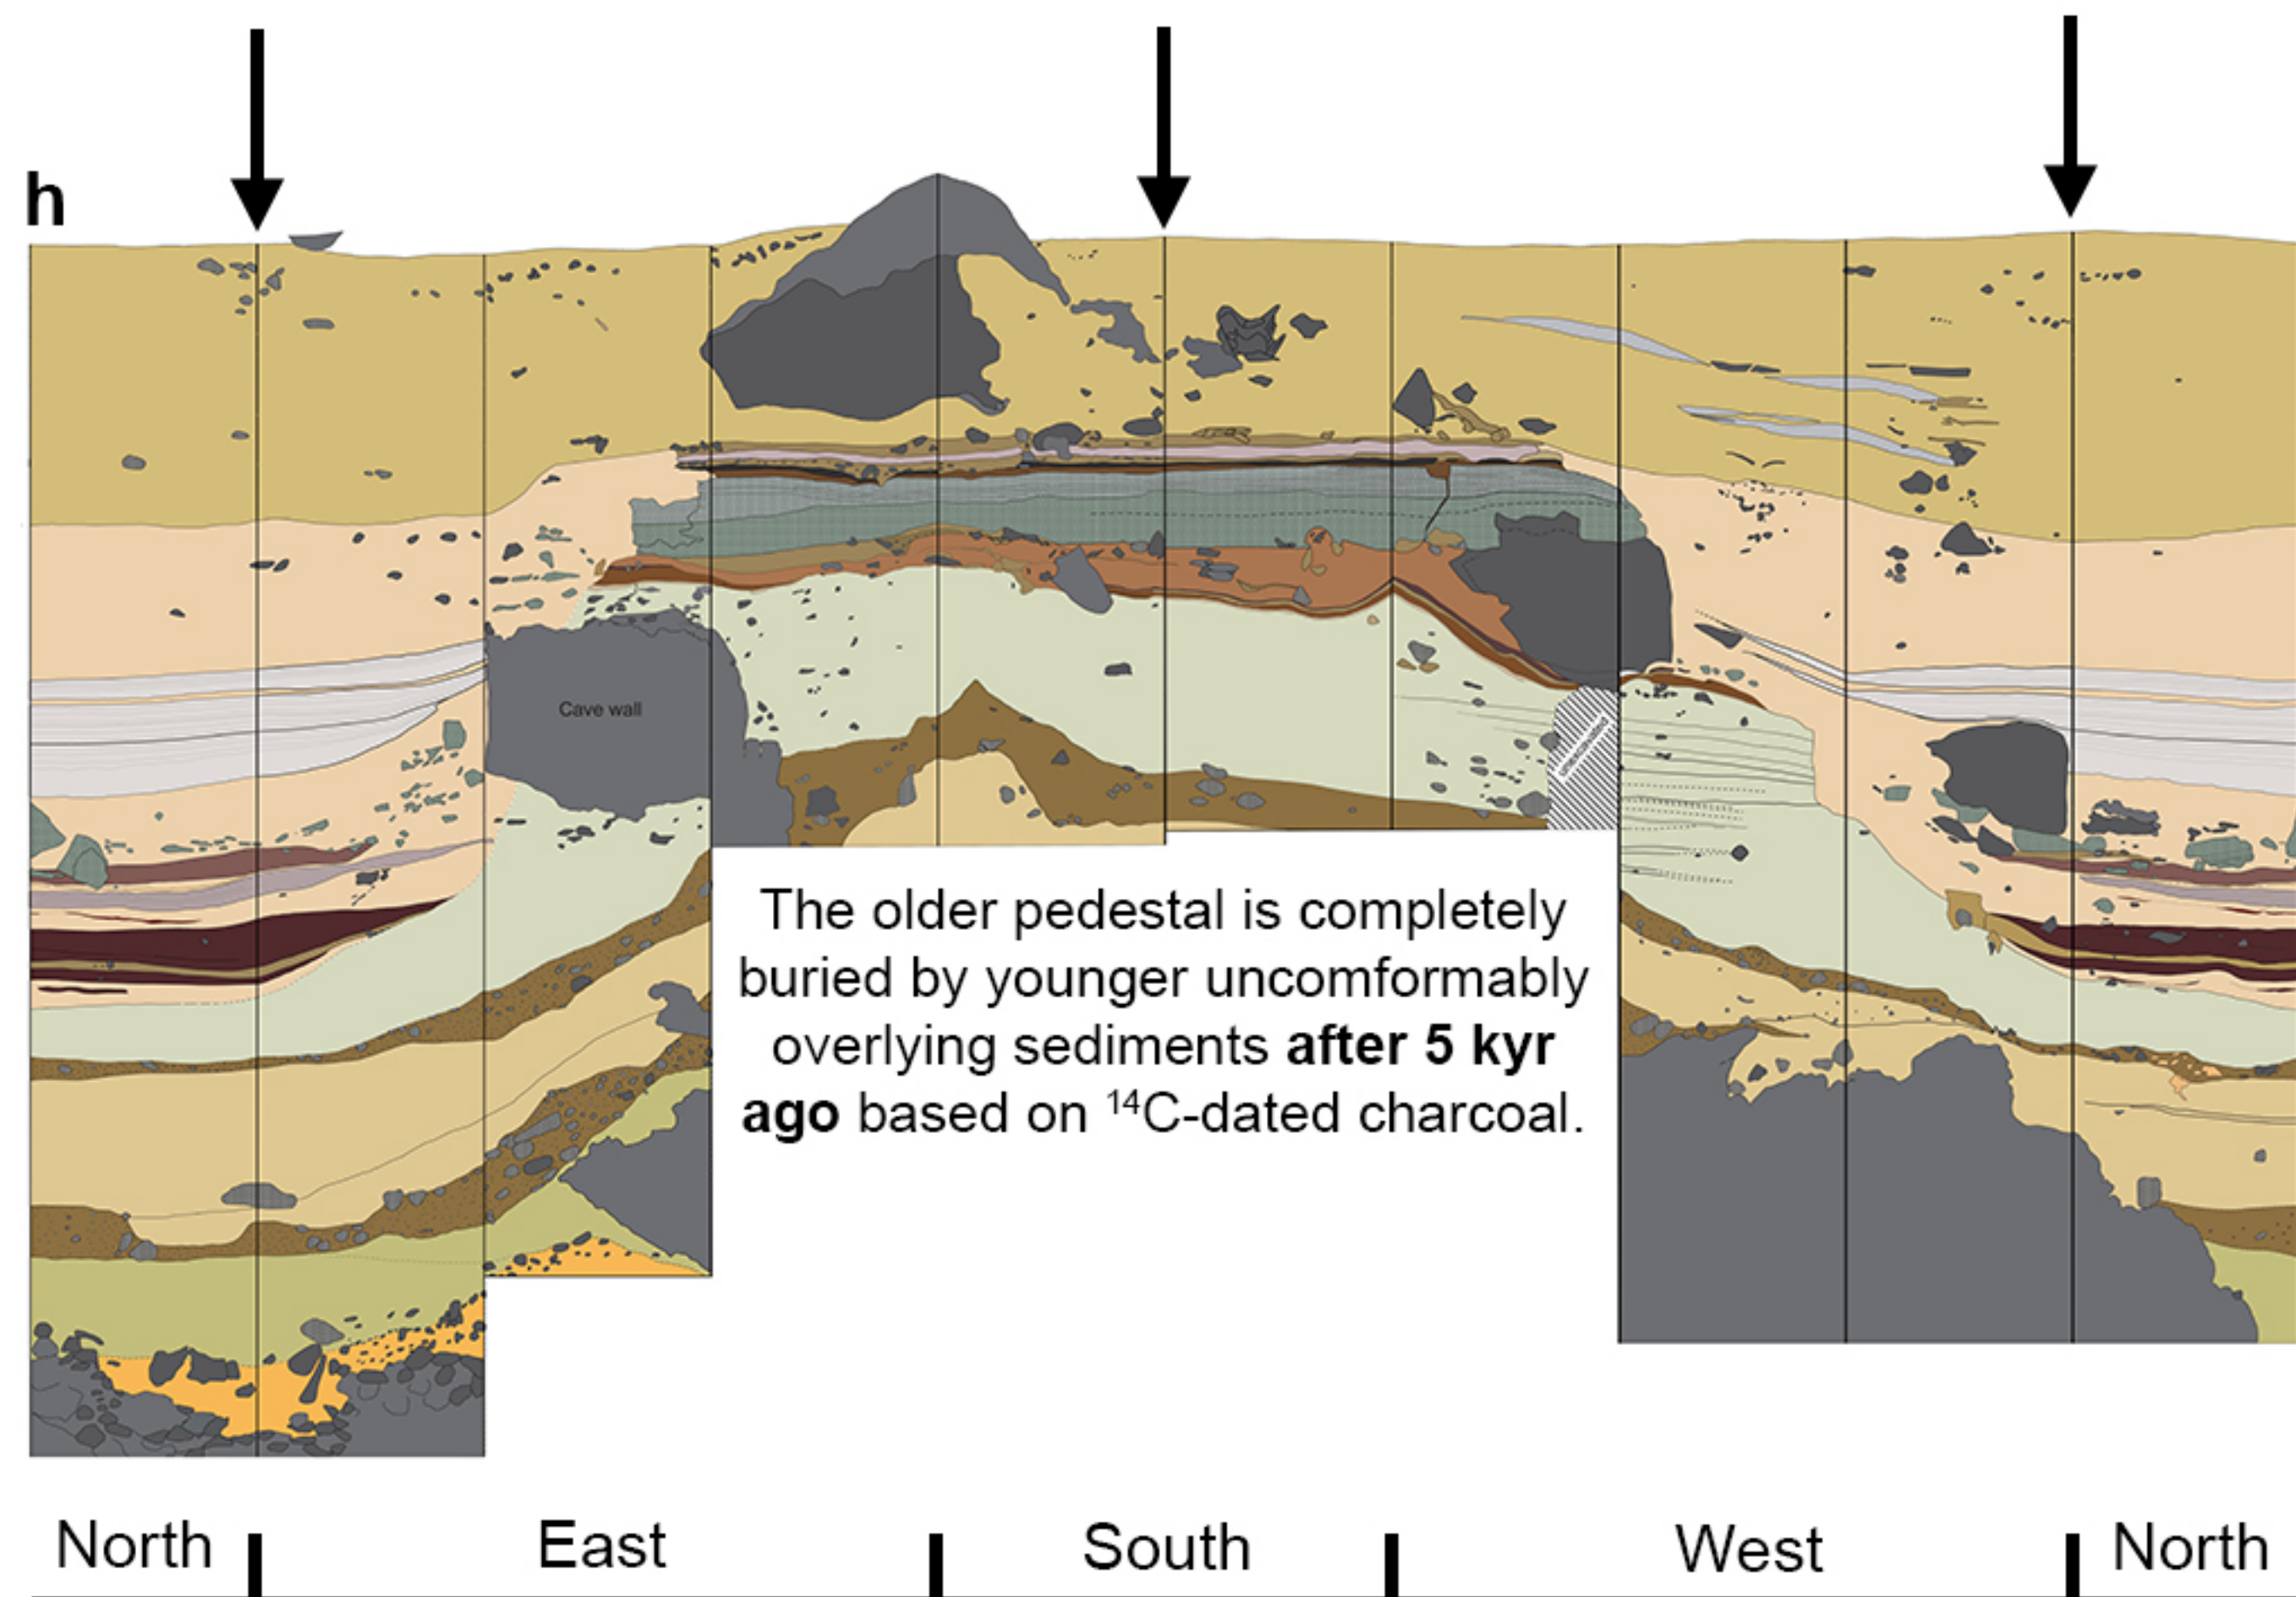 h
Cave wall
unexcavated
The older pedestal is completely
buried by younger uncomformably
overlying sediments after 5 kyr
ago based on ¹⁴C-dated charcoal.
North East South West North